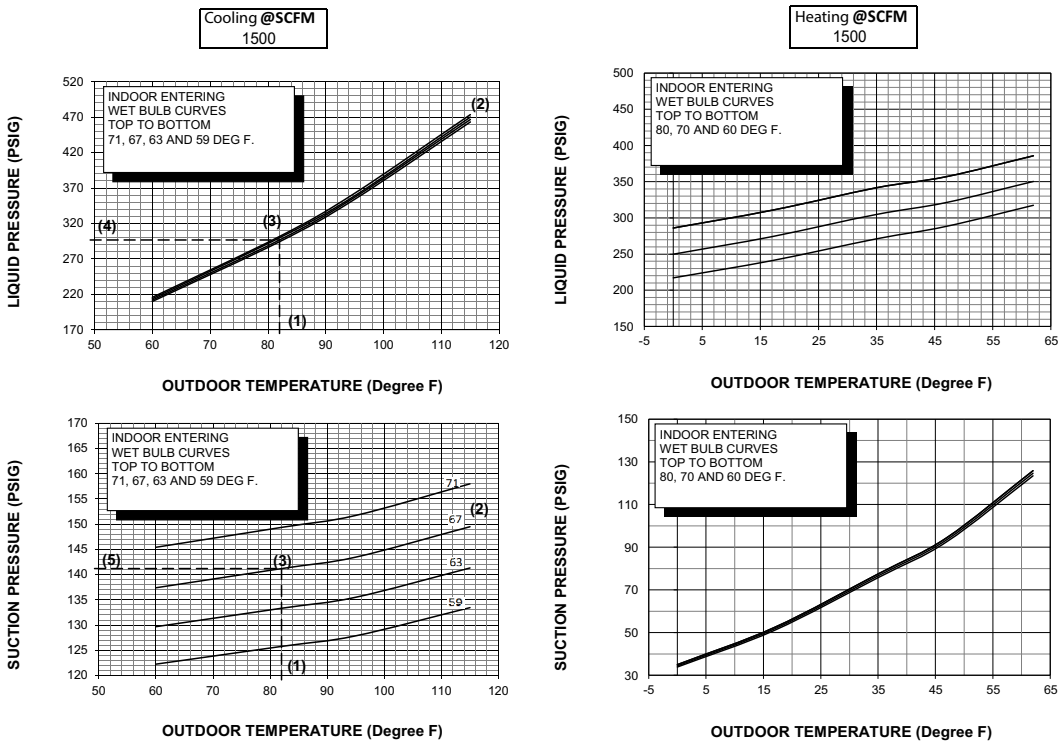 Cooling @SCFM
1500
Heating @SCFM
1500
LIQUID PRESSURE (PSIG)
520
470
420
370
320
270
220
170
INDOOR ENTERING
WET BULB CURVES
TOP TO BOTTOM
71, 67, 63 AND 59 DEG F.
(2)
(3)
(4)
(1)
50 60 70 80 90 100 110 120
OUTDOOR TEMPERATURE (Degree F)
LIQUID PRESSURE (PSIG)
500
450
400
350
300
250
200
150
INDOOR ENTERING
WET BULB CURVES
TOP TO BOTTOM
80, 70 AND 60 DEG F.
-5 5 15 25 35 45 55 65
OUTDOOR TEMPERATURE (Degree F)
SUCTION PRESSURE (PSIG)
170
165
160
155
150
145
140
135
130
125
120
INDOOR ENTERING
WET BULB CURVES
TOP TO BOTTOM
71, 67, 63 AND 59 DEG F.
71
(2)
67
(5)
(3)
63
59
(1)
50 60 70 80 90 100 110 120
OUTDOOR TEMPERATURE (Degree F)
SUCTION PRESSURE (PSIG)
150
130
110
90
70
50
30
INDOOR ENTERING
WET BULB CURVES
TOP TO BOTTOM
80, 70 AND 60 DEG F.
-5 5 15 25 35 45 55 65
OUTDOOR TEMPERATURE (Degree F)